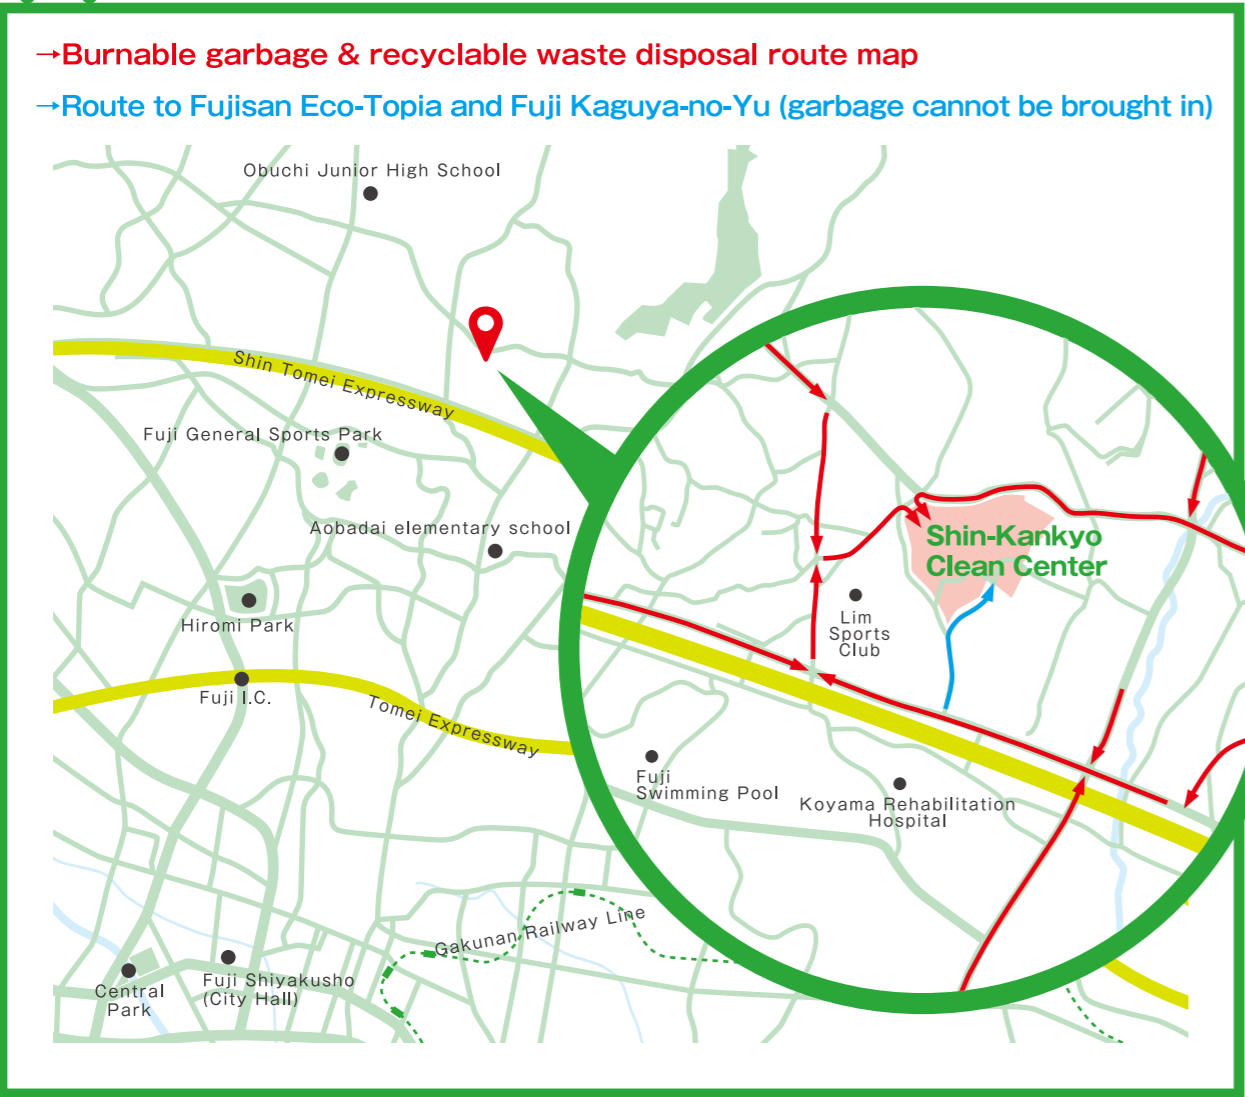 →Burnable garbage & recyclable waste disposal route map
→Route to Fujisan Eco-Topia and Fuji Kaguya-no-Yu (garbage cannot be brought in)
Obuchi Junior High School
Shin Tomei Expressway
Fuji General Sports Park
Aobadai elementary school
Shin-Kankyo
Clean Center
Lim
Sports
Club
Hiromi Park
Fuji I.C.
Tomei Expressway
Fuji
Swimming Pool
Koyama Rehabilitation
Hospital
Gakunan Railway Line
Central
Park
Fuji Shiyakusho
(City Hall)